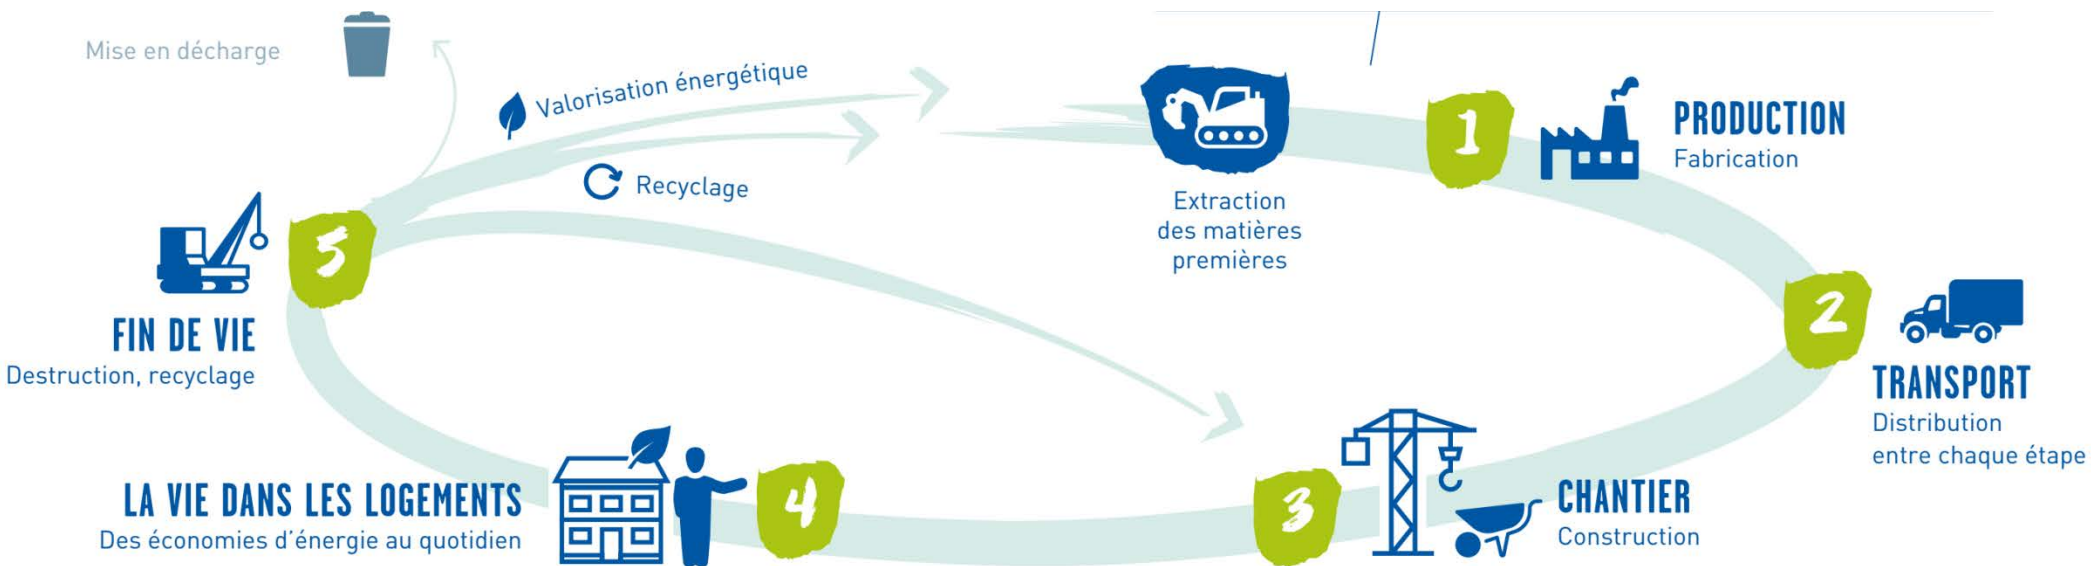 Mise en décharge
Valorisation énergétique
Recyclage
Extraction
des matières
premières
1
PRODUCTION
Fabrication
2
TRANSPORT
Distribution
entre chaque étape
3
CHANTIER
Construction
4
LA VIE DANS LES LOGEMENTS
Des économies d'énergie au quotidien
5
FIN DE VIE
Destruction, recyclage